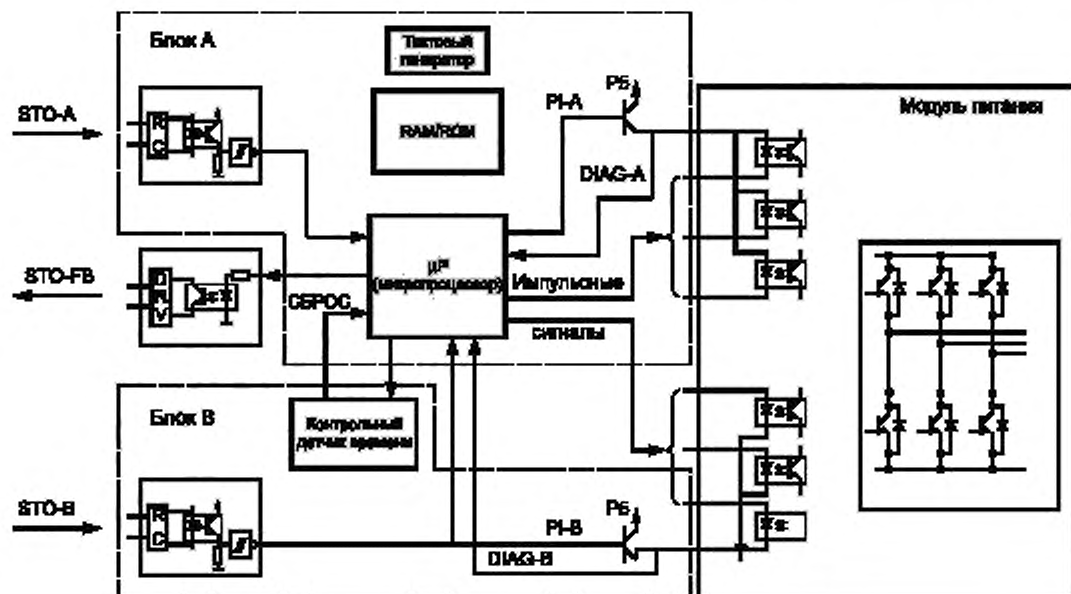 Блок А
Тактовый
генератор
P5
STO-A
PI-A
Модуль питания
R
C
RAM/ROM
DIAG-A
STO-FB
(микропроцессор)
Импульсные
СБРОС
сигналы
Блок В
Контрольный
датчик времени
STO-B
R
C
P5
PI-B
DIAG-B